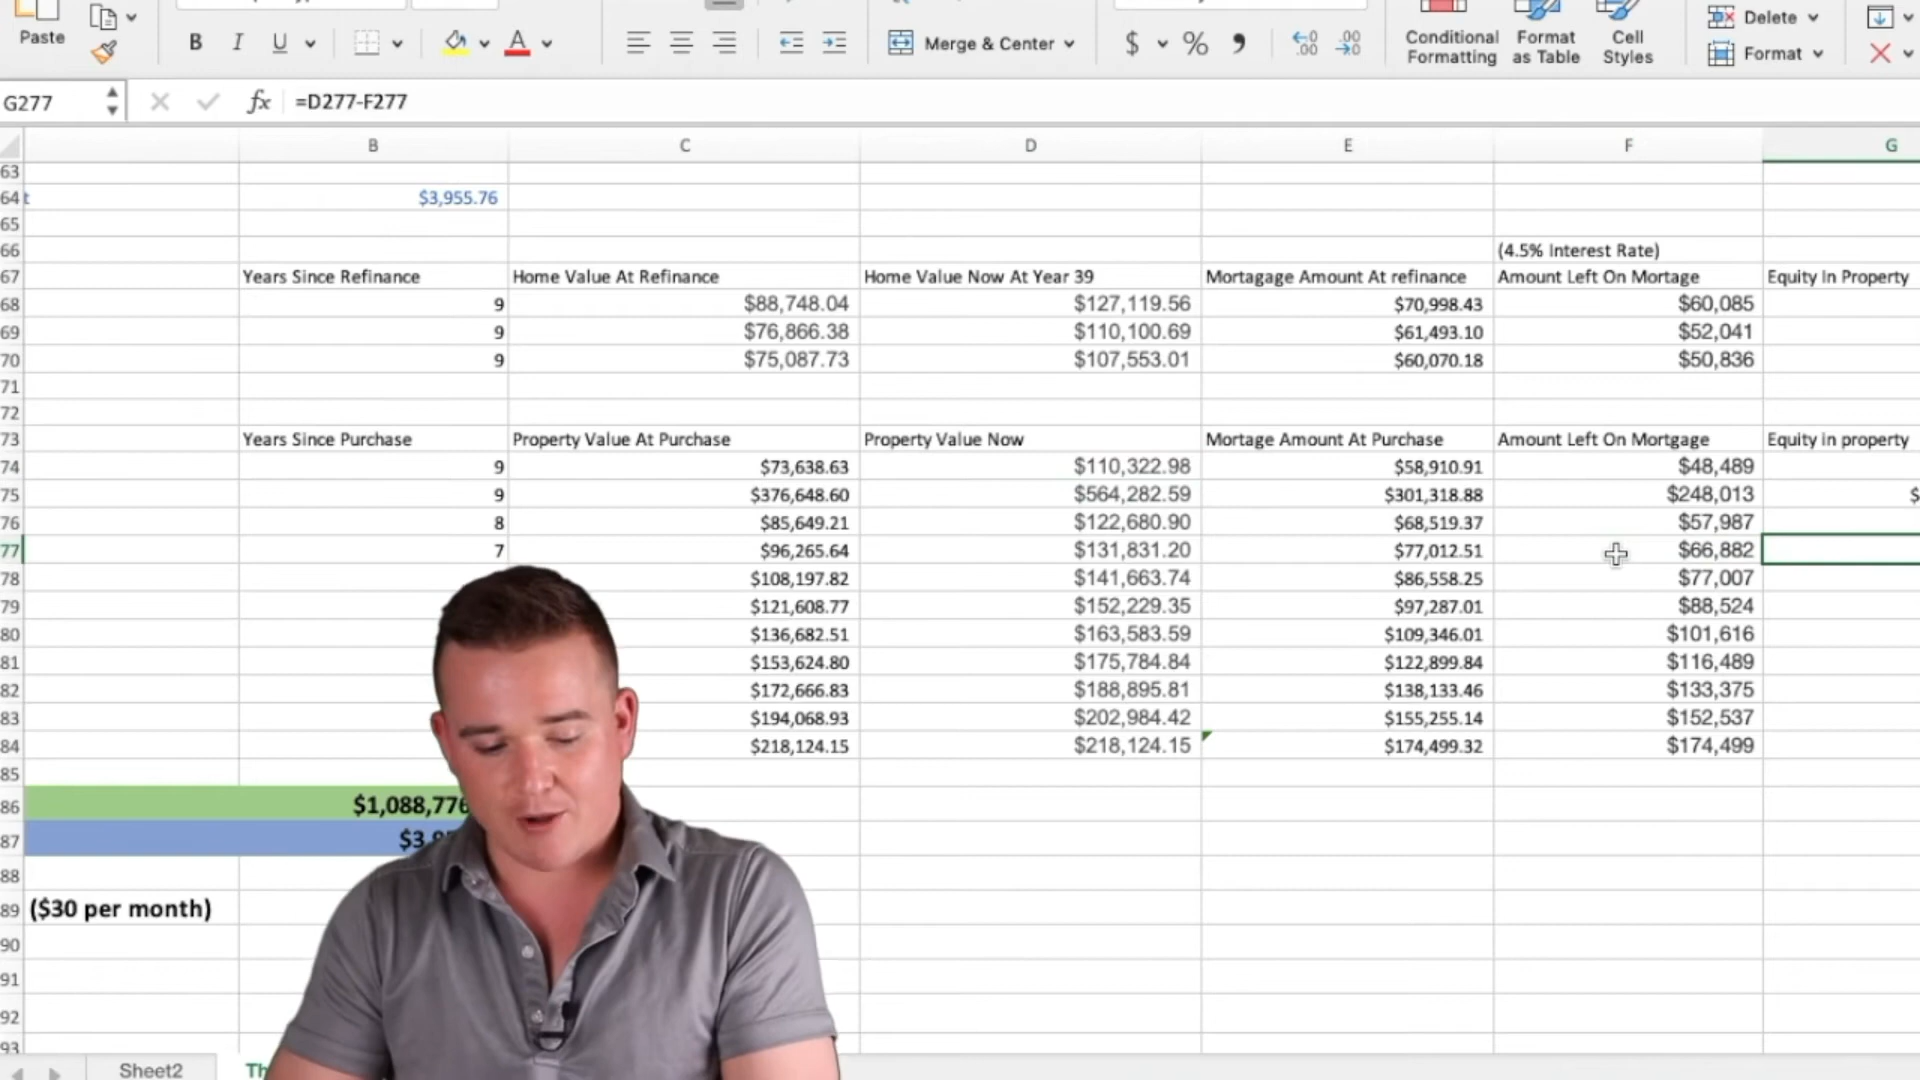 Paste
B I U
A
Merge & Center
$ % ,
Conditional Formatting
Format as Table
Cell Styles
Delete
Format
G277
fx =D277-F277
B C D E F G
63
64 t $3,955.76
65
66 (4.5% Interest Rate)
67 Years Since Refinance Home Value At Refinance Home Value Now At Year 39 Mortagage Amount At refinance Amount Left On Mortage Equity In Property
68 9 $88,748.04 $127,119.56 $70,998.43 $60,085
69 9 $76,866.38 $110,100.69 $61,493.10 $52,041
70 9 $75,087.73 $107,553.01 $60,070.18 $50,836
71
72
73 Years Since Purchase Property Value At Purchase Property Value Now Mortage Amount At Purchase Amount Left On Mortgage Equity in property
74 9 $73,638.63 $110,322.98 $58,910.91 $48,489
75 9 $376,648.60 $564,282.59 $301,318.88 $248,013 $
76 8 $85,649.21 $122,680.90 $68,519.37 $57,987
77 7 $96,265.64 $131,831.20 $77,012.51 $66,882
78 $108,197.82 $141,663.74 $86,558.25 $77,007
79 $121,608.77 $152,229.35 $97,287.01 $88,524
80 $136,682.51 $163,583.59 $109,346.01 $101,616
81 $153,624.80 $175,784.84 $122,899.84 $116,489
82 $172,666.83 $188,895.81 $138,133.46 $133,375
83 $194,068.93 $202,984.42 $155,255.14 $152,537
84 $218,124.15 $218,124.15 $174,499.32 $174,499
85
86 $1,088,776
87
88
89 ($30 per month)
90
91
92
93
Sheet2